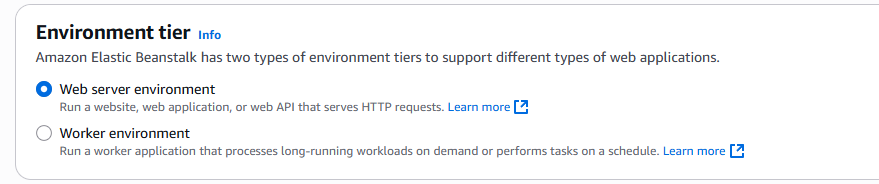 Environment tier Info
Amazon Elastic Beanstalk has two types of environment tiers to support different types of web applications.
Web server environment
Run a website, web application, or web API that serves HTTP requests. Learn more
Worker environment
Run a worker application that processes long-running workloads on demand or performs tasks on a schedule. Learn more